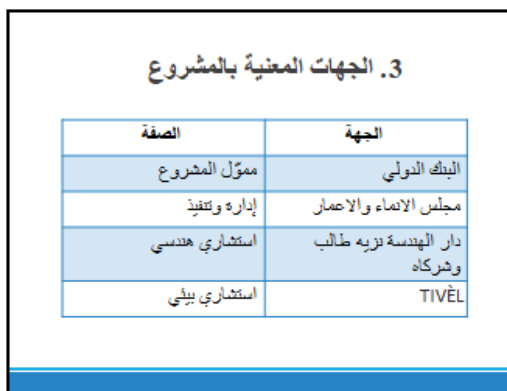 3. الجهات المعنية بالمشروع
الجهة الصفة
البنك الدولي مموّل المشروع
مجلس الانماء والاعمار إدارة وتنفيذ
دار الهندسة نزيه طالب استشاري هندسي
وشركاه
TIVÈL استشاري بيئي